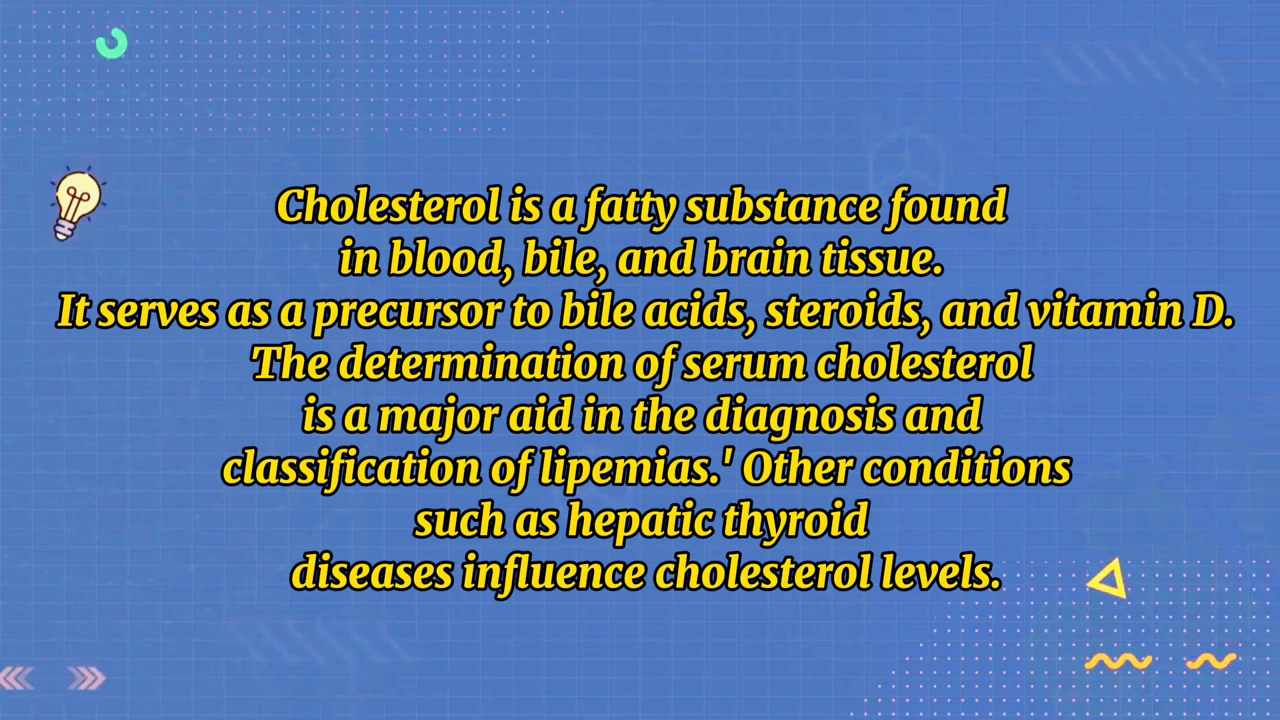 Cholesterol is a fatty substance found
in blood, bile, and brain tissue.
It serves as a precursor to bile acids, steroids, and vitamin D.
The determination of serum cholesterol
is a major aid in the diagnosis and
classification of lipemias.' Other conditions
such as hepatic thyroid
diseases influence cholesterol levels.